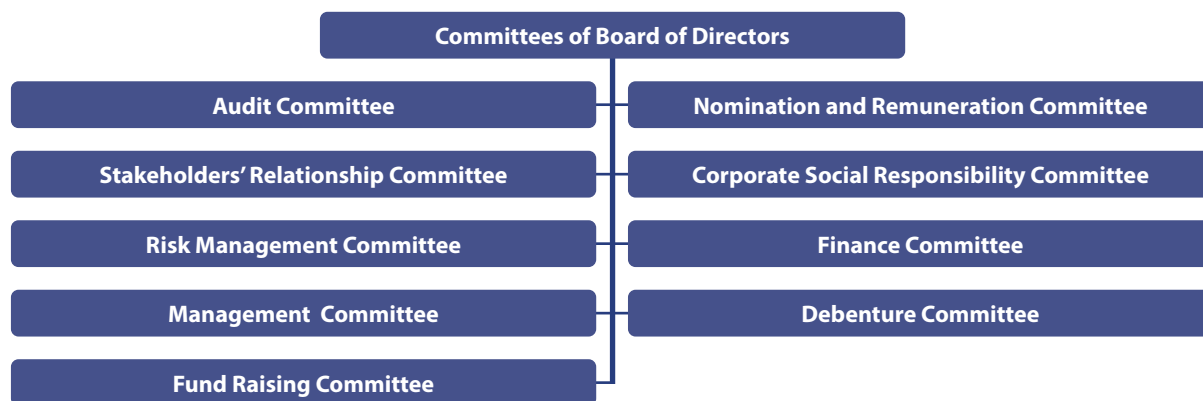 Committees of Board of Directors
Audit Committee
Nomination and Remuneration Committee
Stakeholders’ Relationship Committee
Corporate Social Responsibility Committee
Risk Management Committee
Finance Committee
Management Committee
Debenture Committee
Fund Raising Committee